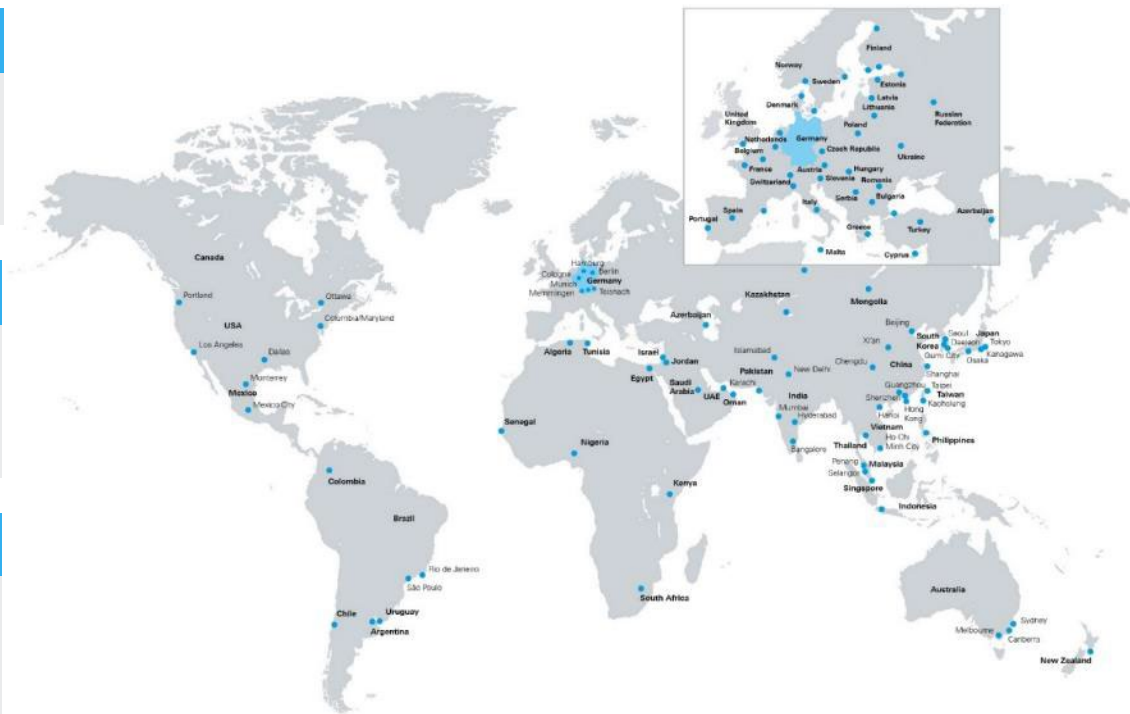 Finland
Norway
Sweden
Estonia
Latvia
Denmark
Lithuania
United
Kingdom
Russian
Federation
Netherlands
Germany
Poland
Belgium
Czech Republic
Ukraine
France
Austria
Hungary
Switzerland
Slovenia
Romania
Serbia
Bulgaria
Italy
Portugal
Spain
Azerbaijan
Greece
Turkey
Malta
Cyprus
Canada
Portland
Ottawa
USA
Columbia/Maryland
Los Angeles
Dallas
Monterrey
Mexico
Mexico City
Colombia
Brazil
Rio de Janeiro
São Paulo
Chile
Uruguay
Argentina
Hamburg
Cologne
Berlin
Germany
Munich
Memmingen
Teisnach
Algeria
Tunisia
Israel
Jordan
Egypt
Saudi
Arabia
UAE
Oman
Azerbaijan
Senegal
Nigeria
Kenya
South Africa
Kazakhstan
Mongolia
Islamabad
Pakistan
New Delhi
Karachi
India
Mumbai
Hyderabad
Bangalore
Beijing
Xi'an
Chengdu
China
South
Korea
Seoul
Daejeon
Gumi City
Japan
Tokyo
Kanagawa
Osaka
Shanghai
Guangzhou
Shenzhen
Taipei
Taiwan
Kaohsiung
Hanoi
Hong
Kong
Vietnam
Ho Chi
Minh City
Thailand
Philippines
Penang
Malaysia
Selangor
Singapore
Indonesia
Australia
Sydney
Melbourne
Canberra
New Zealand